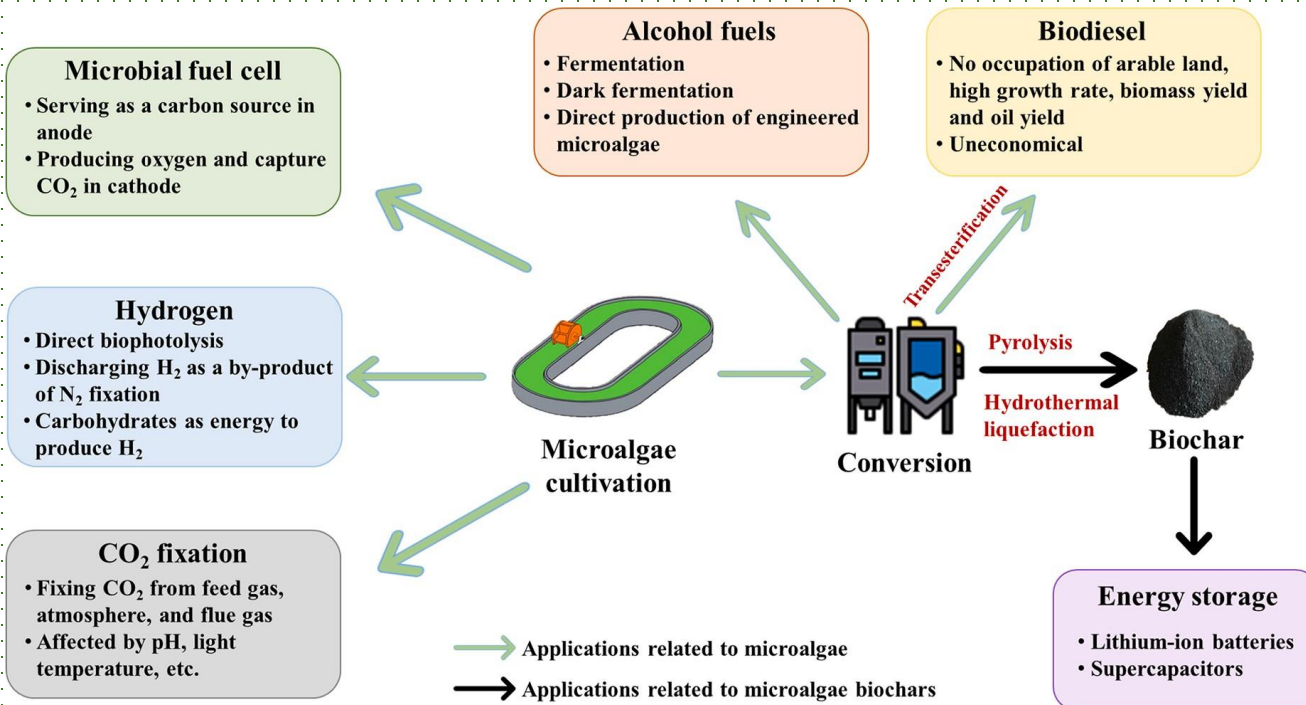 Microbial fuel cell
• Serving as a carbon source in
anode
• Producing oxygen and capture
CO₂ in cathode
Alcohol fuels
• Fermentation
• Dark fermentation
• Direct production of engineered
microalgae
Biodiesel
• No occupation of arable land,
high growth rate, biomass yield
and oil yield
• Uneconomical
Transesterification
Hydrogen
• Direct biophotolysis
• Discharging H₂ as a by-product
of N₂ fixation
• Carbohydrates as energy to
produce H₂
Microalgae
cultivation
Conversion
Pyrolysis
Hydrothermal
liquefaction
Biochar
CO₂ fixation
• Fixing CO₂ from feed gas,
atmosphere, and flue gas
• Affected by pH, light
temperature, etc.
Energy storage
• Lithium-ion batteries
• Supercapacitors
Applications related to microalgae
Applications related to microalgae biochars